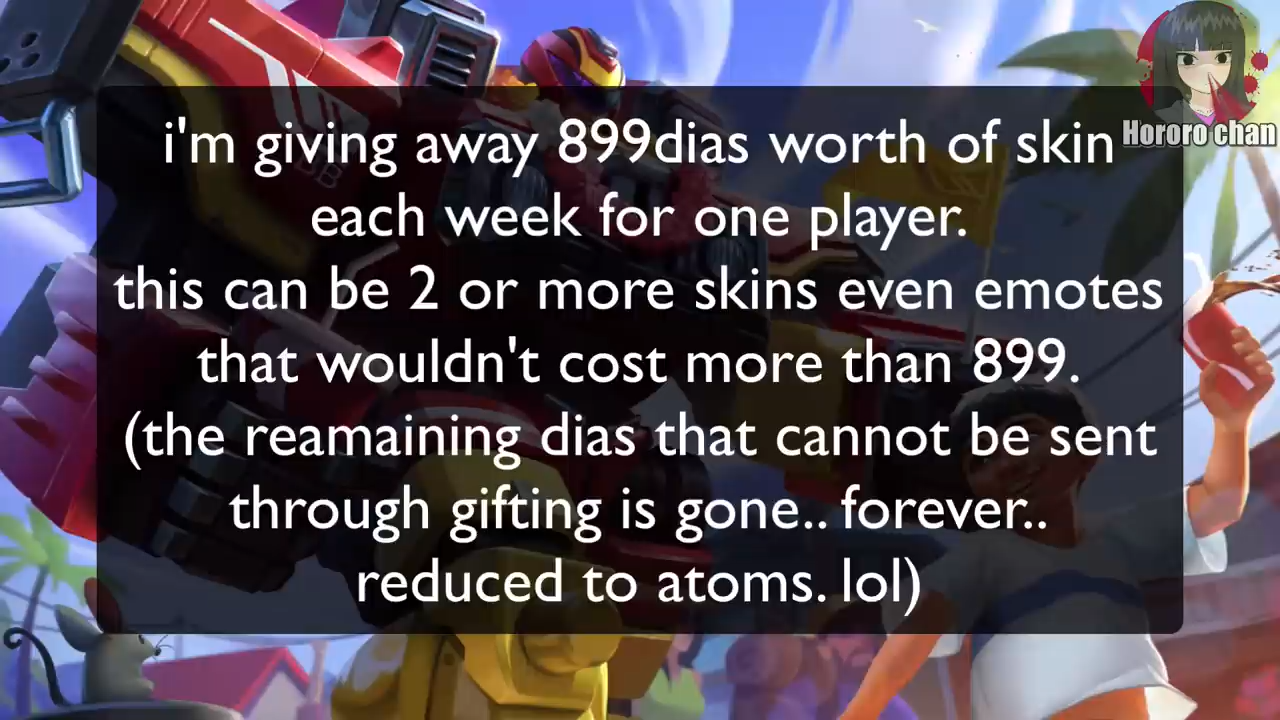 i'm giving away 899dias worth of skin
each week for one player.
this can be 2 or more skins even emotes
that wouldn't cost more than 899.
(the reamaining dias that cannot be sent
through gifting is gone.. forever..
reduced to atoms. lol)
Hororo chan